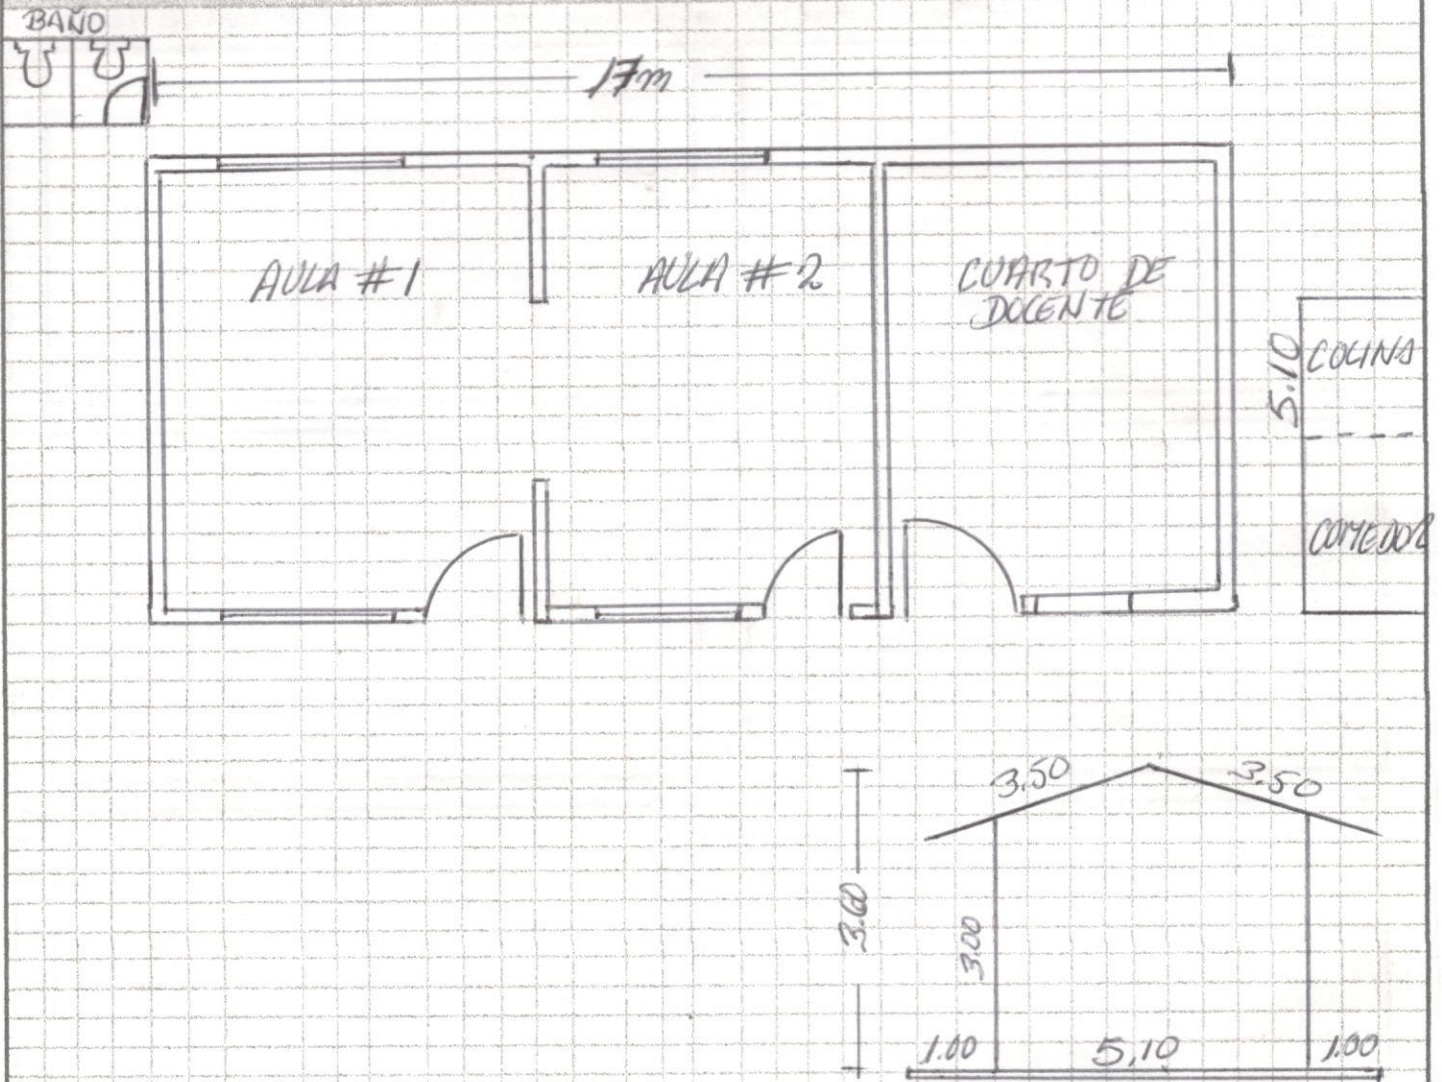 BAÑO
17m
AULA #1
AULA #2
CUARTO DE
DOCENTE
5.10
COCINA
COMEDOR
3.50
3.50
3.60
3.00
1.00
5.10
1.00